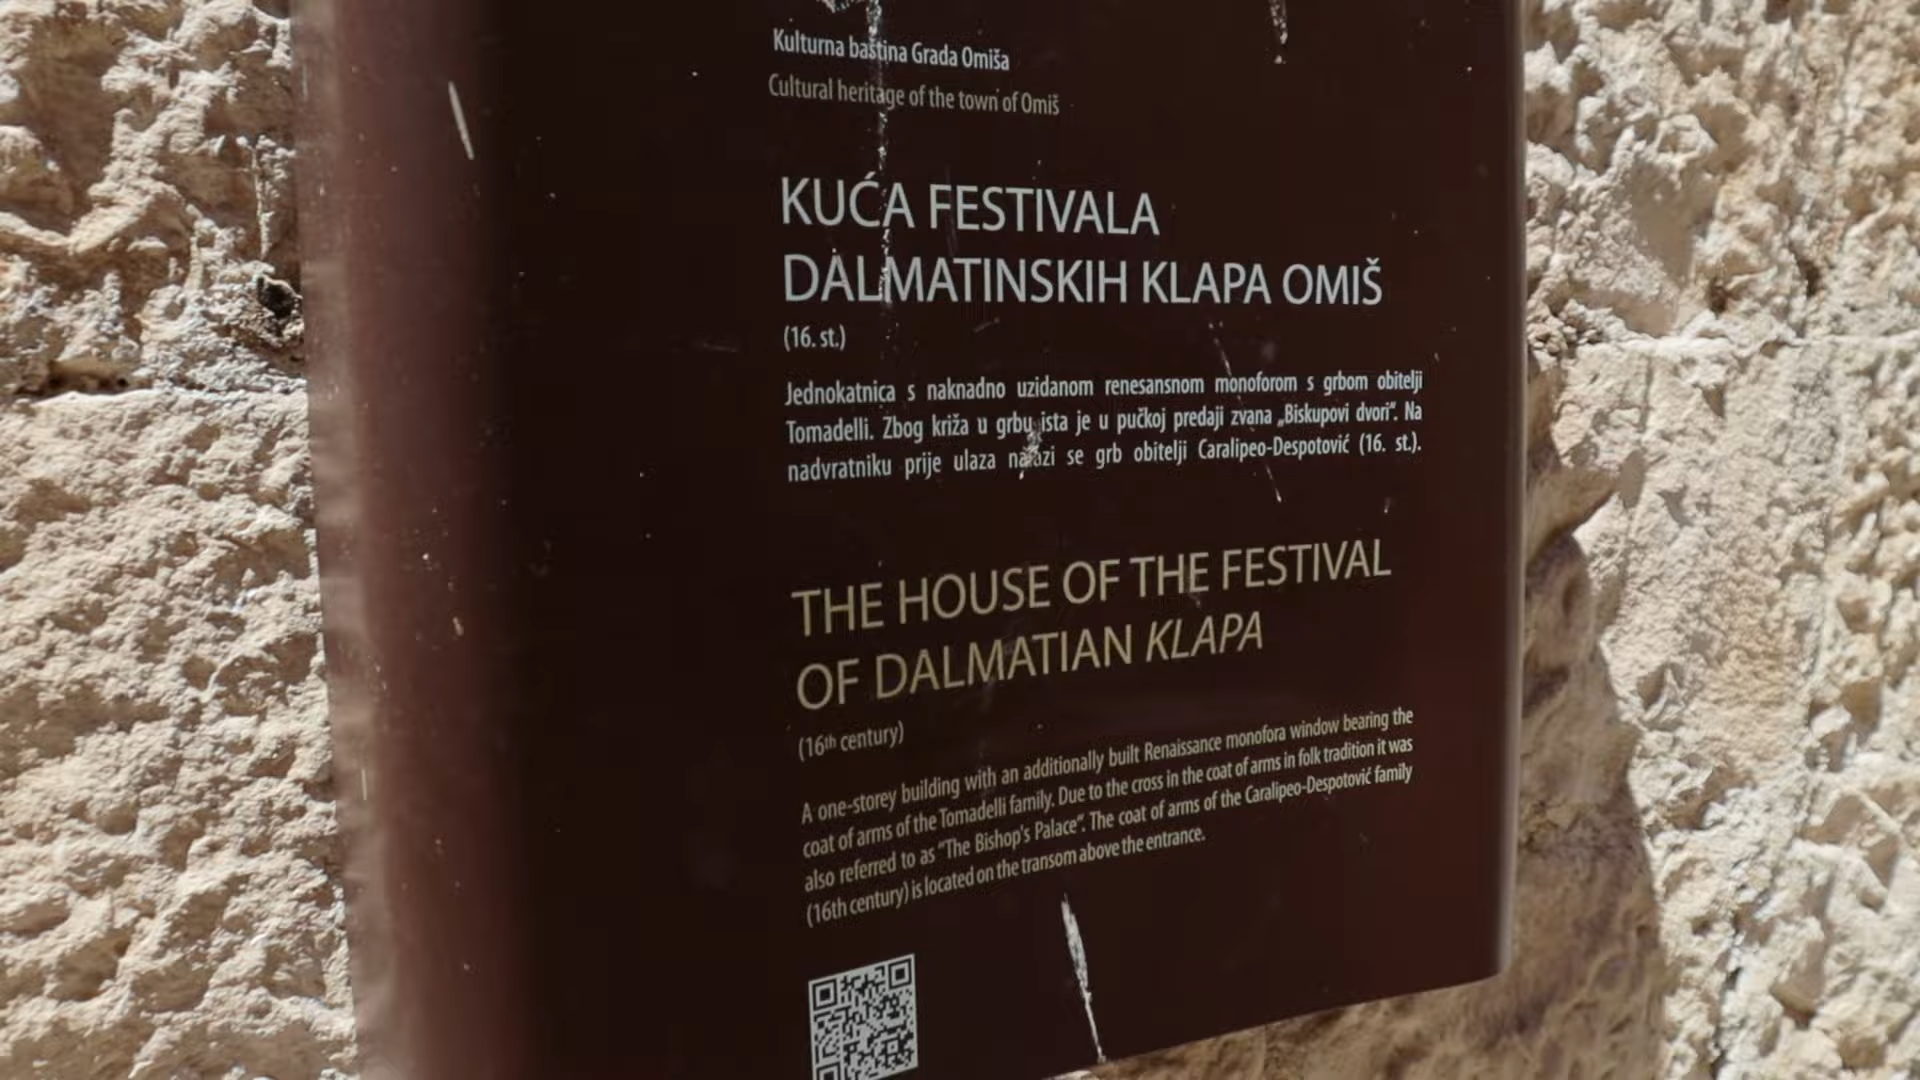 Kulturna baština Grada Omiša
Cultural heritage of the town of Omiš
KUĆA FESTIVALA
DALMATINSKIH KLAPA OMIŠ
(16. st.)
Jednokatnica s naknadno uzidanom renesansnom monoforom s grbom obitelji
Tomadelli. Zbog križa u grbu ista je u pučkoj predaji zvana „Biskupovi dvori“. Na
nadvratniku prije ulaza nalazi se grb obitelji Caralipeo-Despotović (16. st.).
THE HOUSE OF THE FESTIVAL
OF DALMATIAN KLAPA
(16th century)
A one-storey building with an additionally built Renaissance monofora window bearing the
coat of arms of the Tomadelli family. Due to the cross in the coat of arms in folk tradition it was
also referred to as “The Bishop's Palace”. The coat of arms of the Caralipeo-Despotović family
(16th century) is located on the transom above the entrance.